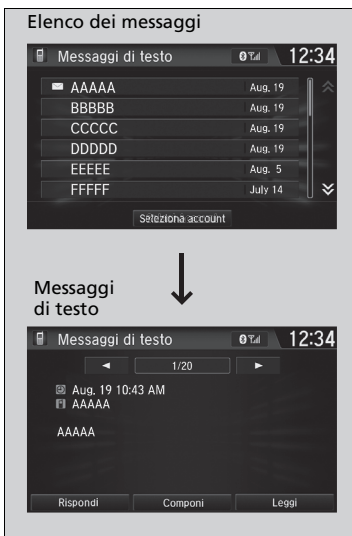 Elenco dei messaggi
Messaggi di testo 12:34
AAAAA Aug. 19
BBBBB Aug. 19
CCCCC Aug. 19
DDDDD Aug. 19
EEEEE Aug. 5
FFFFF July 14
Seleziona account
Messaggi
di testo
Messaggi di testo 12:34
1/20
Aug. 19 10:43 AM
AAAAA
AAAAA
Rispondi Componi Leggi